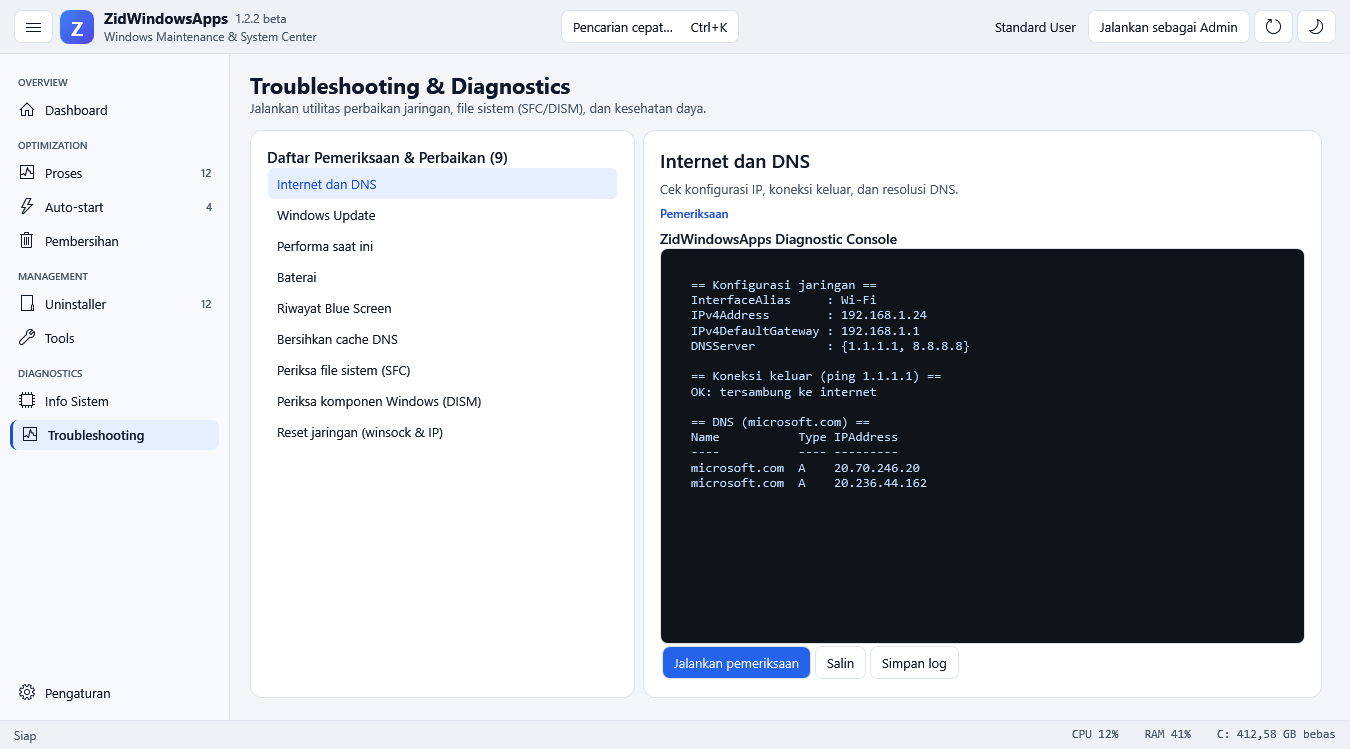 Z
ZidWindowsApps 1.2.2 beta
Windows Maintenance & System Center
Pencarian cepat... Ctrl+K
Standard User
Jalankan sebagai Admin
OVERVIEW
Dashboard
OPTIMIZATION
Proses 12
Auto-start 4
Pembersihan
MANAGEMENT
Uninstaller 12
Tools
DIAGNOSTICS
Info Sistem
Troubleshooting
Pengaturan
Troubleshooting & Diagnostics
Jalankan utilitas perbaikan jaringan, file sistem (SFC/DISM), dan kesehatan daya.
Daftar Pemeriksaan & Perbaikan (9)
Internet dan DNS
Windows Update
Performa saat ini
Baterai
Riwayat Blue Screen
Bersihkan cache DNS
Periksa file sistem (SFC)
Periksa komponen Windows (DISM)
Reset jaringan (winsock & IP)
Internet dan DNS
Cek konfigurasi IP, koneksi keluar, dan resolusi DNS.
Pemeriksaan
ZidWindowsApps Diagnostic Console
== Konfigurasi jaringan ==
InterfaceAlias : Wi-Fi
IPv4Address : 192.168.1.24
IPv4DefaultGateway : 192.168.1.1
DNSServer : {1.1.1.1, 8.8.8.8}
== Koneksi keluar (ping 1.1.1.1) ==
OK: tersambung ke internet
== DNS (microsoft.com) ==
Name Type IPAddress
---- ---- ---------
microsoft.com A 20.70.246.20
microsoft.com A 20.236.44.162
Jalankan pemeriksaan
Salin
Simpan log
Siap
CPU 12% RAM 41% C: 412,58 GB bebas